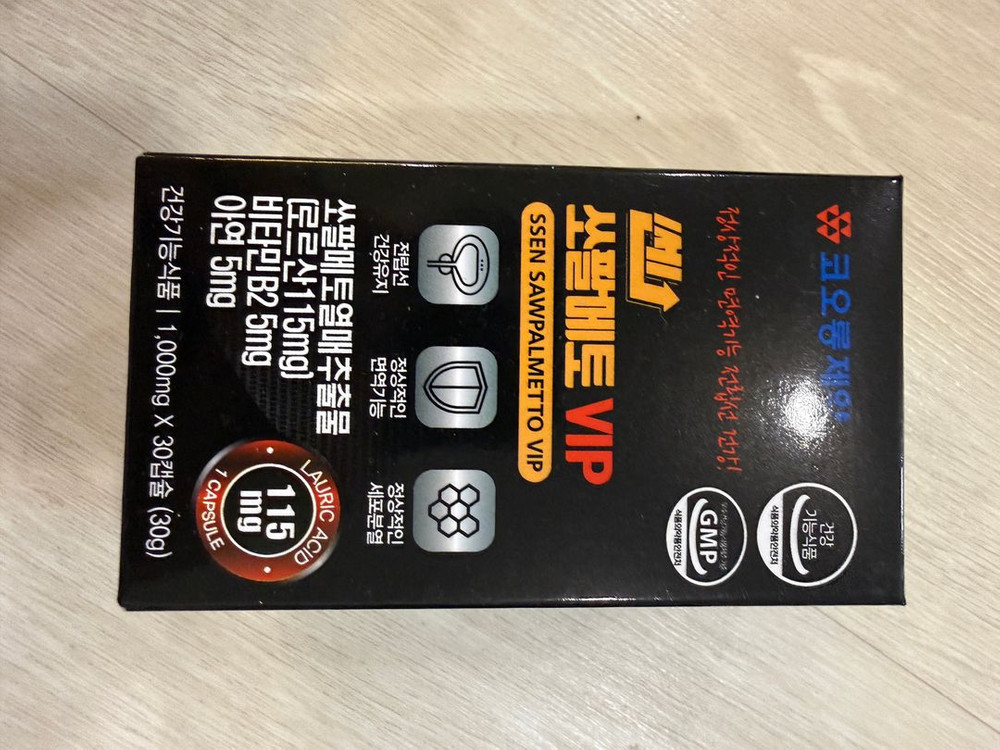 코오롱제약
건강
기능식품
식품의약품안전처
정상적인 면역기능 전립선 건강!
GMP
식품의약품안전처
쎈
쏘팔메토 VIP
SSEN SAWPALMETTO VIP
전립선
건강유지
정상적인
면역기능
정상적인
세포분열
쏘팔메토열매 추출물
(로르산115mg)
비타민B2 5mg
아연 5mg
LAURIC ACID
115
mg
1 CAPSULE
건강기능식품 | 1,000mg X 30캡슐 (30g)